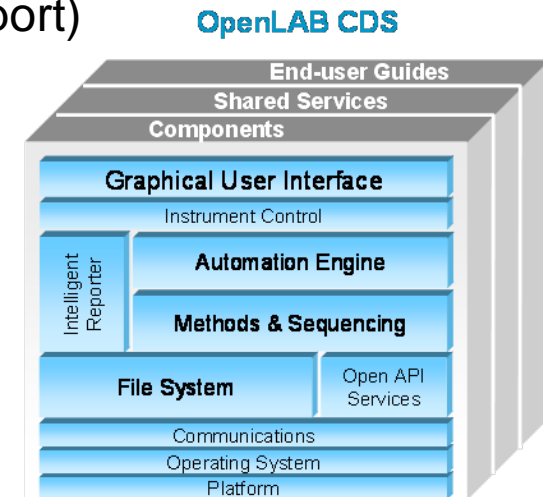 port)
OpenLAB CDS
End-user Guides
Shared Services
Components
Graphical User Interface
Instrument Control
Intelligent
Reporter
Automation Engine
Methods & Sequencing
File System
Open API
Services
Communications
Operating System
Platform